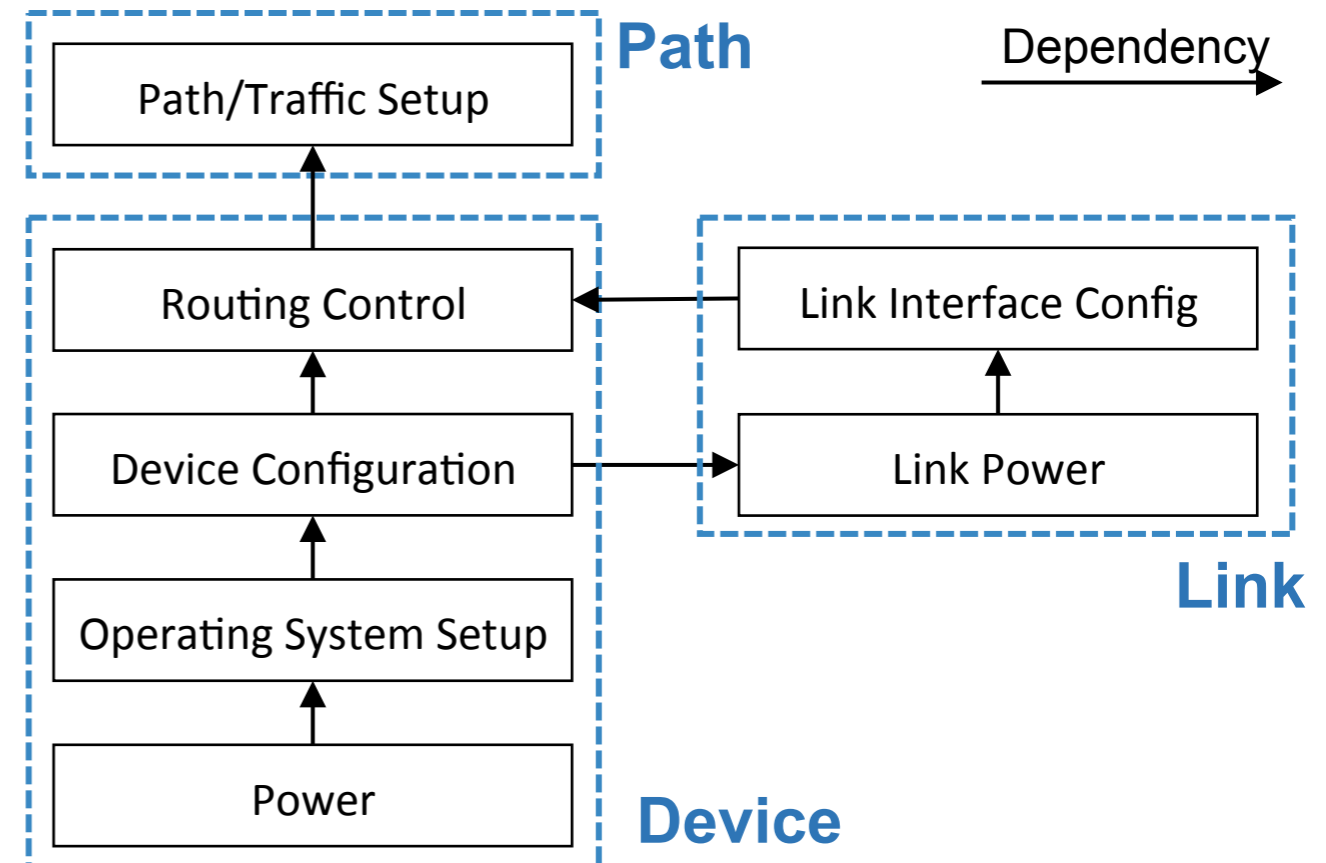 Path
Dependency
Path/Traffic Setup
Routing Control
Link Interface Config
Device Configuration
Link Power
Link
Operating System Setup
Power
Device